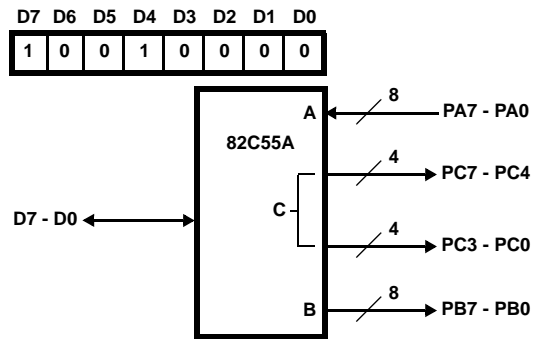 D7 D6 D5 D4 D3 D2 D1 D0
1 0 0 1 0 0 0 0
8
A PA7 - PA0
82C55A
4
PC7 - PC4
C
D7 - D0
4
PC3 - PC0
8
B PB7 - PB0